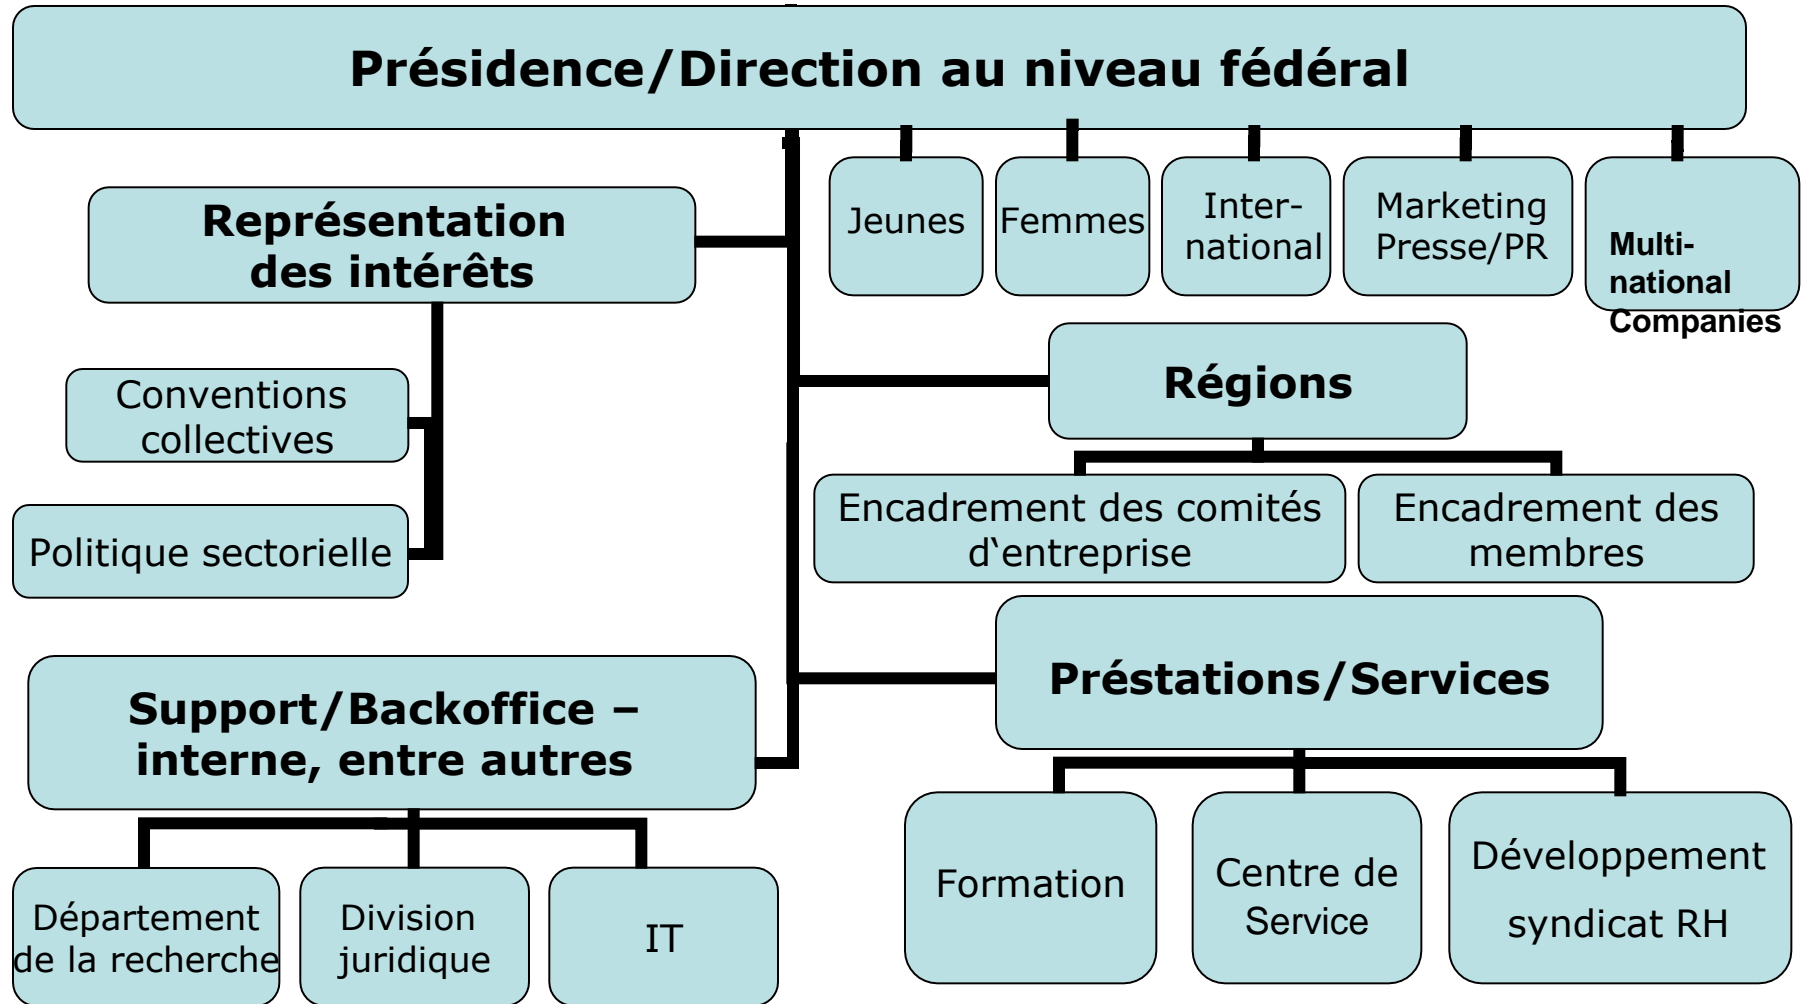 Présidence/Direction au niveau fédéral
Représentation
des intérêts
Jeunes
Femmes
Inter-
national
Marketing
Presse/PR
Multi-
national
Companies
Régions
Conventions
collectives
Politique sectorielle
Encadrement des comités
d‘entreprise
Encadrement des
membres
Support/Backoffice –
interne, entre autres
Préstations/Services
Département
de la recherche
Division
juridique
IT
Formation
Centre de
Service
Développement
syndicat RH